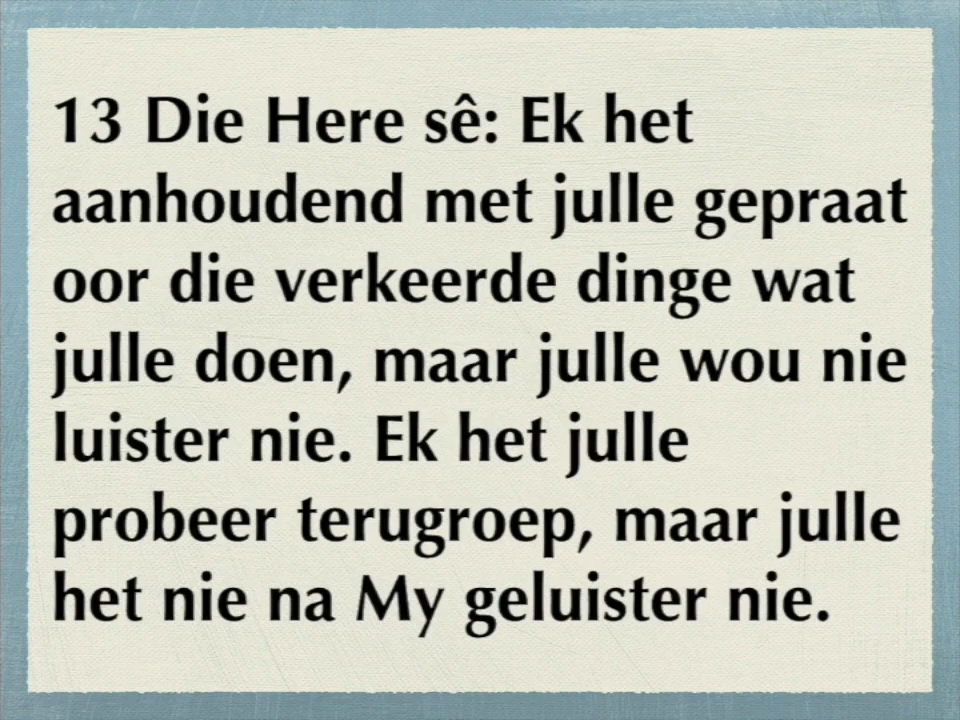 13 Die Here sê: Ek het
aanhoudend met julle gepraat
oor die verkeerde dinge wat
julle doen, maar julle wou nie
luister nie. Ek het julle
probeer terugroep, maar julle
het nie na My geluister nie.